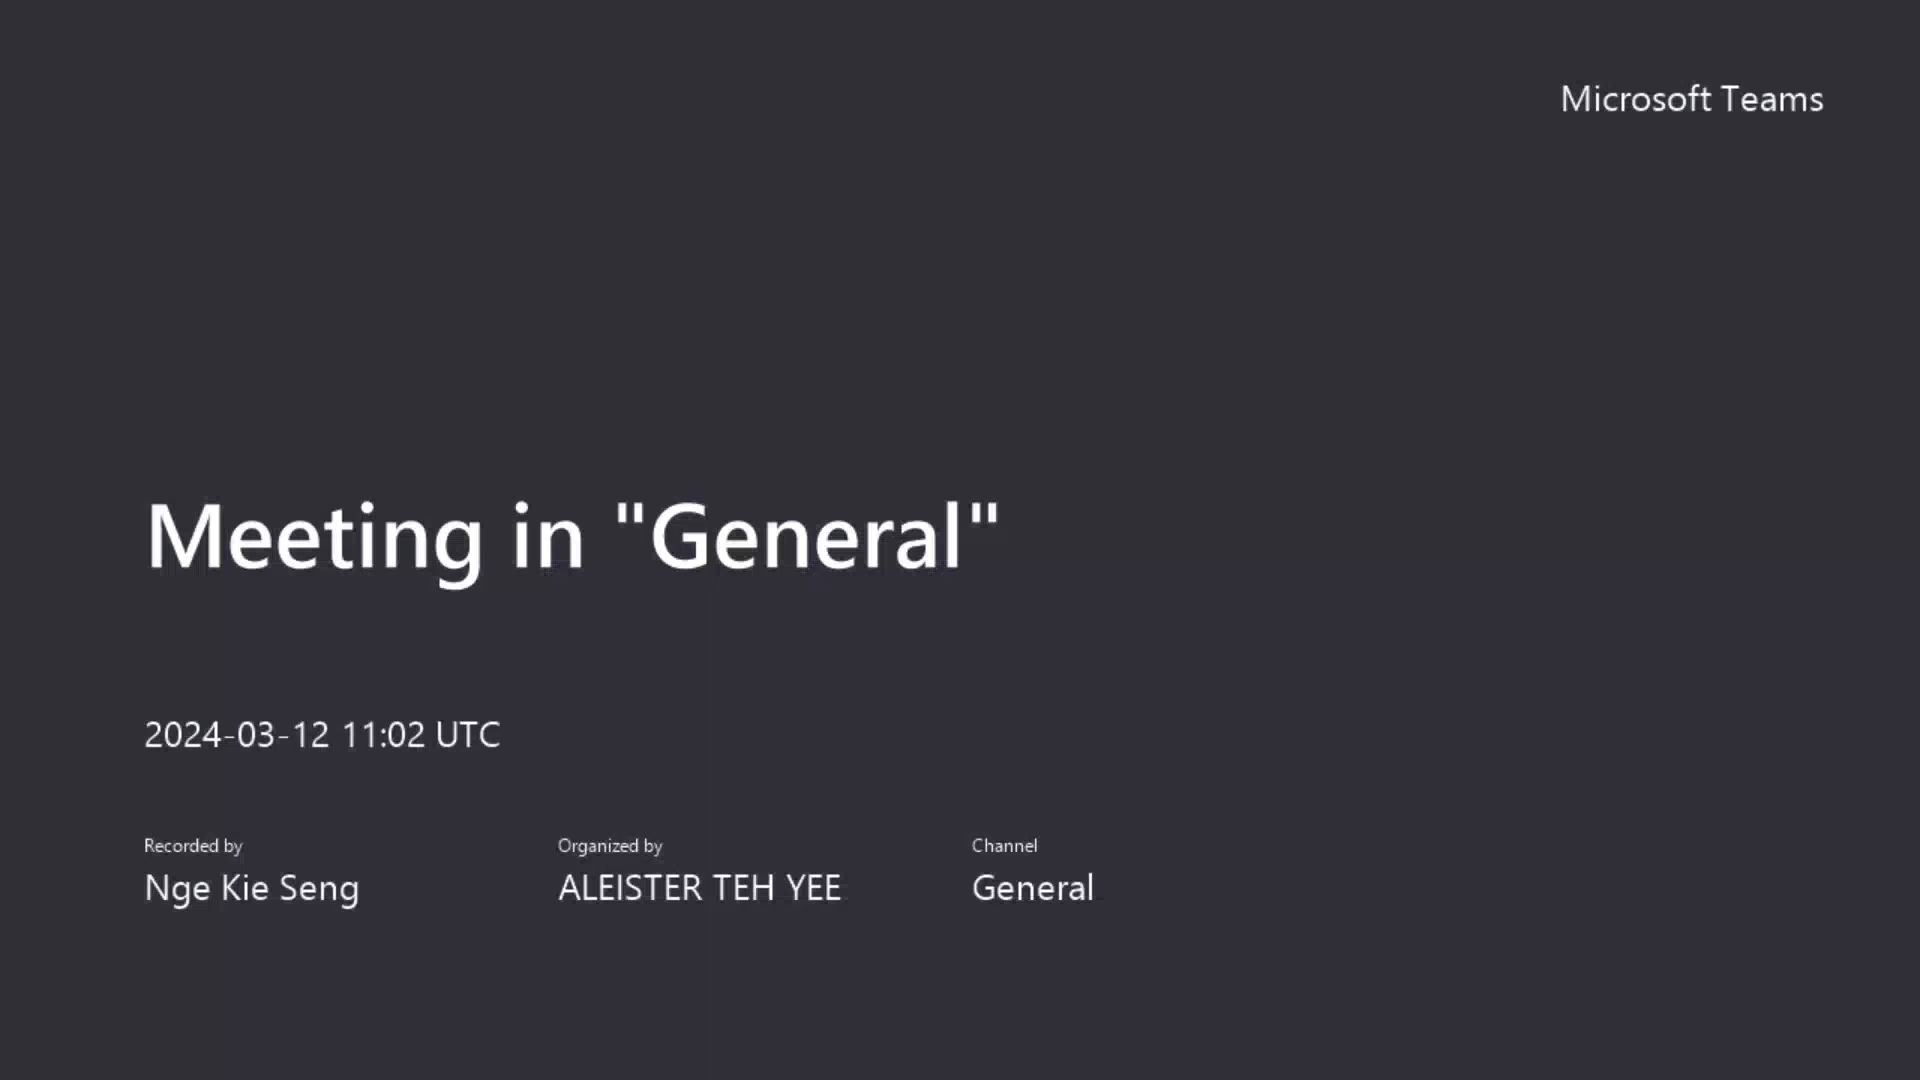 Microsoft Teams
Meeting in "General"
2024-03-12 11:02 UTC
Recorded by
Nge Kie Seng
Organized by
ALEISTER TEH YEE
Channel
General